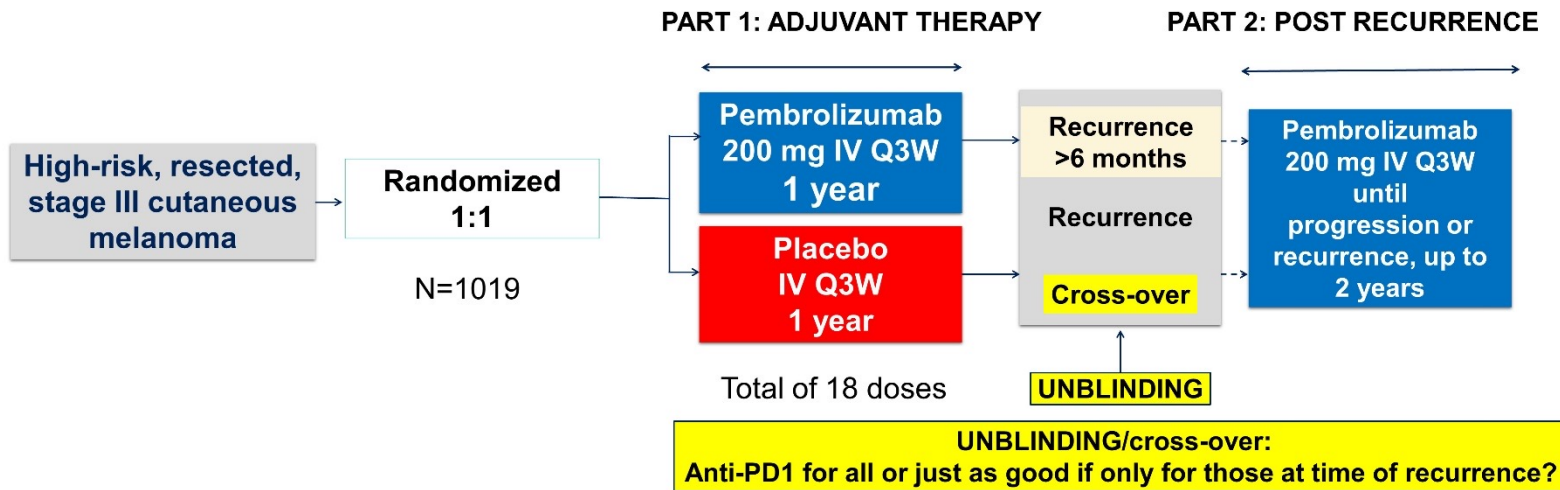 PART 1: ADJUVANT THERAPY
PART 2: POST RECURRENCE
High-risk, resected,
stage III cutaneous
melanoma
Randomized
1:1
N=1019
Pembrolizumab
200 mg IV Q3W
1 year
Placebo
IV Q3W
1 year
Total of 18 doses
Recurrence
>6 months
Recurrence
Cross-over
UNBLINDING
Pembrolizumab
200 mg IV Q3W
until
progression or
recurrence, up to
2 years
UNBLINDING/cross-over:
Anti-PD1 for all or just as good if only for those at time of recurrence?